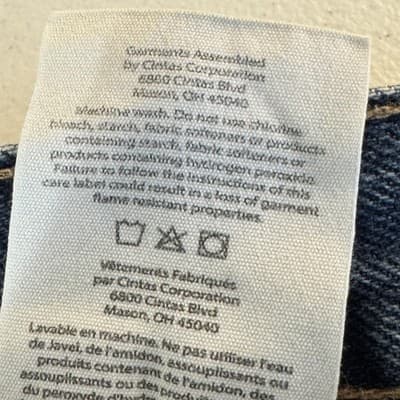 Garments Assembled
by Cintas Corporation
6800 Cintas Blvd
Mason, OH 45040
Machine wash. Do not use chlorine
bleach, starch, fabric softeners or products
containing starch, fabric softeners or
products containing hydrogen peroxide.
Failure to follow the instructions of this
care label could result in a loss of garment
flame resistant properties.
Vêtements Fabriqués
par Cintas Corporation
6800 Cintas Blvd
Mason, OH 45040
Lavable en machine. Ne pas utiliser l'eau
de Javel, de l'amidon, assouplissants ou
produits contenant de l'amidon, des
assouplissants ou des produits
du peroxyde d'hydro